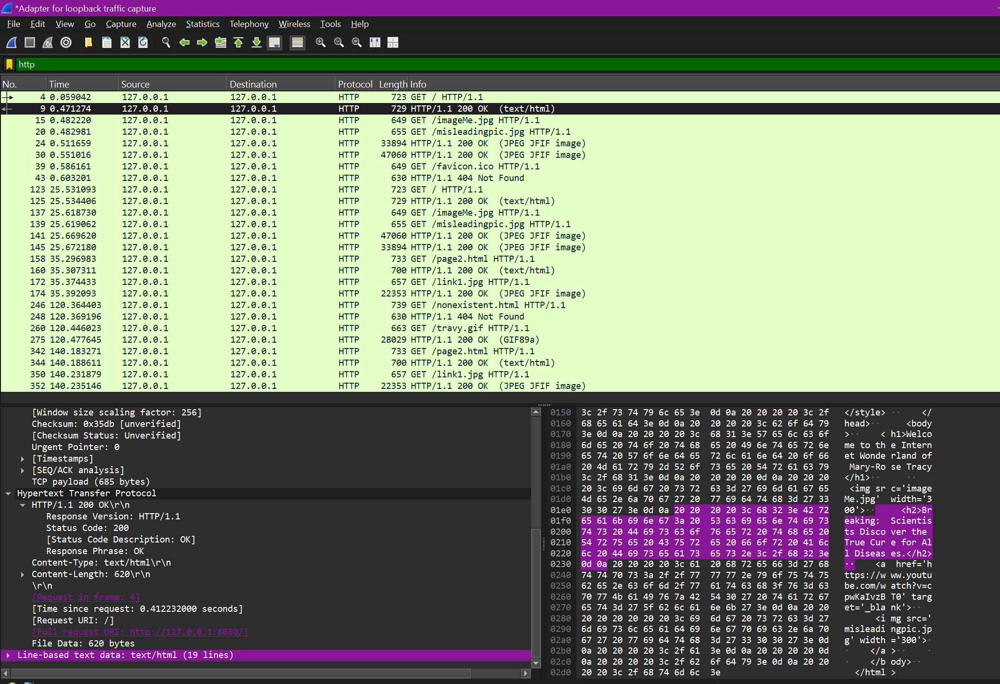 *Adapter for loopback traffic capture
File Edit View Go Capture Analyze Statistics Telephony Wireless Tools Help
http
No. Time Source Destination Protocol Length Info
4 0.059042 127.0.0.1 127.0.0.1 HTTP 723 GET / HTTP/1.1
9 0.471274 127.0.0.1 127.0.0.1 HTTP 729 HTTP/1.1 200 OK (text/html)
15 0.482220 127.0.0.1 127.0.0.1 HTTP 649 GET /imageMe.jpg HTTP/1.1
20 0.482981 127.0.0.1 127.0.0.1 HTTP 655 GET /misleadingpic.jpg HTTP/1.1
24 0.511659 127.0.0.1 127.0.0.1 HTTP 33894 HTTP/1.1 200 OK (JPEG JFIF image)
30 0.551016 127.0.0.1 127.0.0.1 HTTP 47060 HTTP/1.1 200 OK (JPEG JFIF image)
39 0.586161 127.0.0.1 127.0.0.1 HTTP 649 GET /favicon.ico HTTP/1.1
43 0.603201 127.0.0.1 127.0.0.1 HTTP 630 HTTP/1.1 404 Not Found
123 25.531093 127.0.0.1 127.0.0.1 HTTP 723 GET / HTTP/1.1
125 25.534406 127.0.0.1 127.0.0.1 HTTP 729 HTTP/1.1 200 OK (text/html)
137 25.618730 127.0.0.1 127.0.0.1 HTTP 649 GET /imageMe.jpg HTTP/1.1
139 25.619062 127.0.0.1 127.0.0.1 HTTP 655 GET /misleadingpic.jpg HTTP/1.1
141 25.669620 127.0.0.1 127.0.0.1 HTTP 47060 HTTP/1.1 200 OK (JPEG JFIF image)
145 25.672180 127.0.0.1 127.0.0.1 HTTP 33894 HTTP/1.1 200 OK (JPEG JFIF image)
158 35.296983 127.0.0.1 127.0.0.1 HTTP 733 GET /page2.html HTTP/1.1
160 35.307311 127.0.0.1 127.0.0.1 HTTP 700 HTTP/1.1 200 OK (text/html)
172 35.374433 127.0.0.1 127.0.0.1 HTTP 657 GET /link1.jpg HTTP/1.1
174 35.392093 127.0.0.1 127.0.0.1 HTTP 22353 HTTP/1.1 200 OK (JPEG JFIF image)
246 120.364403 127.0.0.1 127.0.0.1 HTTP 739 GET /nonexistent.html HTTP/1.1
248 120.369196 127.0.0.1 127.0.0.1 HTTP 630 HTTP/1.1 404 Not Found
260 120.446023 127.0.0.1 127.0.0.1 HTTP 663 GET /travy.gif HTTP/1.1
275 120.477645 127.0.0.1 127.0.0.1 HTTP 28029 HTTP/1.1 200 OK (GIF89a)
342 140.183271 127.0.0.1 127.0.0.1 HTTP 733 GET /page2.html HTTP/1.1
344 140.188611 127.0.0.1 127.0.0.1 HTTP 700 HTTP/1.1 200 OK (text/html)
350 140.231879 127.0.0.1 127.0.0.1 HTTP 657 GET /link1.jpg HTTP/1.1
352 140.235146 127.0.0.1 127.0.0.1 HTTP 22353 HTTP/1.1 200 OK (JPEG JFIF image)
[Window size scaling factor: 256]
Checksum: 0x35db [unverified]
[Checksum Status: Unverified]
Urgent Pointer: 0
[Timestamps]
[SEQ/ACK analysis]
TCP payload (685 bytes)
Hypertext Transfer Protocol
HTTP/1.1 200 OK\r\n
Response Version: HTTP/1.1
Status Code: 200
[Status Code Description: OK]
Response Phrase: OK
Content-Type: text/html\r\n
Content-Length: 620\r\n
\r\n
[Request in frame: 4]
[Time since request: 0.412232000 seconds]
[Request URI: /]
[Full request URI: http://127.0.0.1:8080/]
File Data: 620 bytes
Line-based text data: text/html (19 lines)
0150 3c 2f 73 74 79 6c 65 3e 0d 0a 20 20 20 20 3c 2f </style>·· </
0160 68 65 61 64 3e 0d 0a 20 20 20 20 3c 62 6f 64 79 head>·· <body
0170 3e 0d 0a 20 20 20 20 3c 68 31 3e 57 65 6c 63 6f >·· < h1>Welco
0180 6d 65 20 74 6f 20 74 68 65 20 49 6e 74 65 72 6e me to th e Intern
0190 65 74 20 57 6f 6e 64 65 72 6c 61 6e 64 20 6f 66 et Wonde rland of
01a0 20 4d 61 72 79 2d 52 6f 73 65 20 54 72 61 63 79 Mary-Ro se Tracy
01b0 3c 2f 68 31 3e 0d 0a 20 20 20 20 0d 0a 20 20 20 </h1>·· ··
01c0 20 3c 69 6d 67 20 73 72 63 3d 27 69 6d 61 67 65 <img sr c='image
01d0 4d 65 2e 6a 70 67 27 20 77 69 64 74 68 3d 27 33 Me.jpg' width='3
01e0 30 30 27 3e 0d 0a 20 20 20 20 3c 68 32 3e 42 72 00'>·· <h2>Br
01f0 65 61 6b 69 6e 67 3a 20 53 63 69 65 6e 74 69 73 eaking: Scientis
0200 74 73 20 44 69 73 63 6f 76 65 72 20 74 68 65 20 ts Disco ver the
0210 54 72 75 65 20 43 75 72 65 20 66 6f 72 20 41 6c True Cur e for Al
0220 6c 20 44 69 73 65 61 73 65 73 2e 3c 2f 68 32 3e l Diseas es.</h2>
0230 0d 0a 20 20 20 20 3c 61 20 68 72 65 66 3d 27 68 ·· <a href='h
0240 74 74 70 73 3a 2f 2f 77 77 77 2e 79 6f 75 74 75 ttps://w ww.youtu
0250 62 65 2e 63 6f 6d 2f 77 61 74 63 68 3f 76 3d 63 be.com/w atch?v=c
0260 70 77 4b 61 49 76 7a 42 54 30 27 20 74 61 72 67 pwKaIvzB T0' targ
0270 65 74 3d 27 5f 62 6c 61 6e 6b 27 3e 0d 0a 20 20 et='_bla nk'>··
0280 20 20 20 20 20 20 3c 69 6d 67 20 73 72 63 3d 27 <i mg src='
0290 6d 69 73 6c 65 61 64 69 6e 67 70 69 63 2e 6a 70 misleadi ngpic.jp
02a0 67 27 20 77 69 64 74 68 3d 27 33 30 30 27 3e 0d g' width ='300'>·
02b0 0a 20 20 20 20 3c 2f 61 3e 0d 0a 20 20 20 20 0d · </a >·· ·
02c0 0a 20 20 20 20 3c 2f 62 6f 64 79 3e 0d 0a 20 20 · </b ody>··
02d0 20 20 3c 2f 68 74 6d 6c 3e </html >